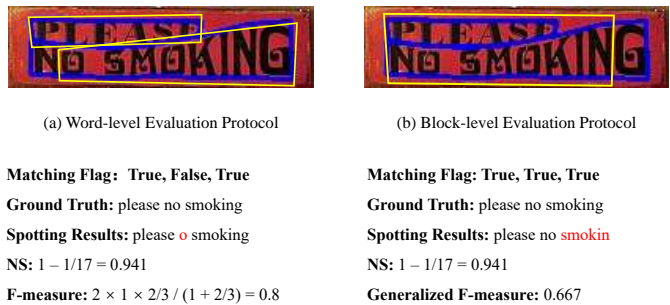 PLEASE
NO SMOKING
PLEASE
NO SMOKING
(a) Word-level Evaluation Protocol
(b) Block-level Evaluation Protocol
Matching Flag： True, False, True
Ground Truth: please no smoking
Spotting Results: please o smoking
NS: 1 – 1/17 = 0.941
F-measure: 2 × 1 × 2/3 / (1 + 2/3) = 0.8
Matching Flag: True, True, True
Ground Truth: please no smoking
Spotting Results: please no smokin
NS: 1 – 1/17 = 0.941
Generalized F-measure: 0.667